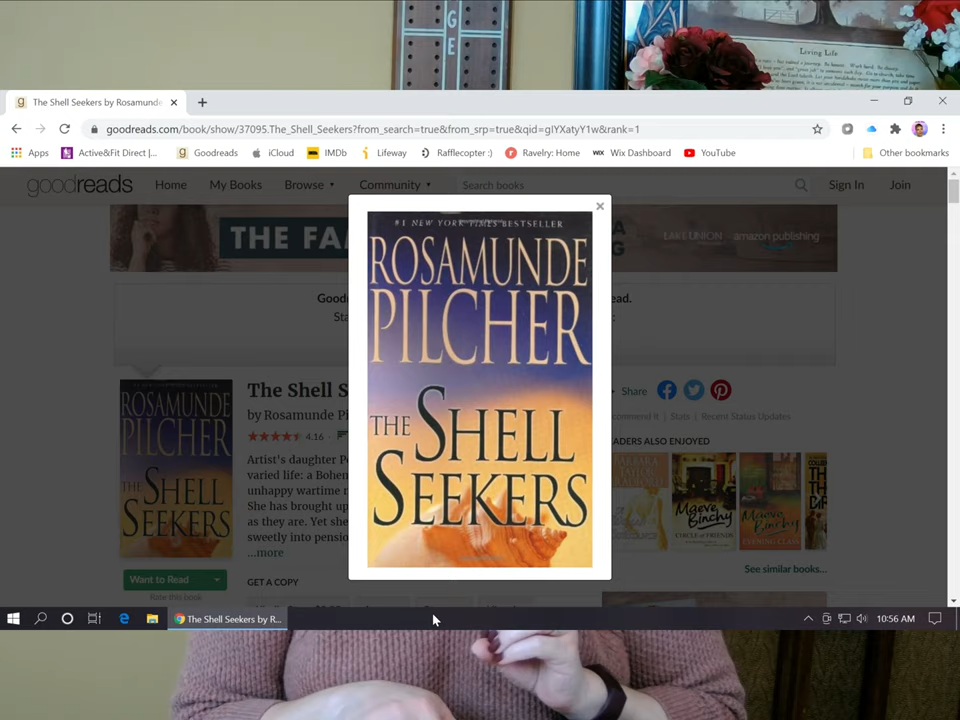 G
E
Living Life
The Shell Seekers by Rosamunde
goodreads.com/book/show/37095.The_Shell_Seekers?from_search=true&from_srp=true&qid=gIYXatyY1w&rank=1
Apps
Active&Fit Direct |...
Goodreads
iCloud
IMDb
Lifeway
Rafflecopter :)
Ravelry: Home
Wix Dashboard
YouTube
Other bookmarks
goodreads Home My Books Browse Community Search books Sign In Join
THE FA
LAKE UNION amazon publishing
#1 NEW YORK TIMES BESTSELLER
ROSAMUNDE
PILCHER
THE SHELL
SEEKERS
Good
ead.
Sta
The Shell S
by Rosamunde Pi
4.16
Artist's daughter P
varied life: a Bohem
unhappy wartime
She has brought up
as they are. Yet she
sweetly into pensio
...more
GET A COPY
ROSAMUNDE
PILCHER
THE SHELL
SEEKERS
Want to Read
Rate this book
Share
Stats | Recent Status Updates
ADERS ALSO ENJOYED
Maeve
Binchy
CIRCLE OF FRIENDS
Maeve
Binchy
EVENING CLASS
See similar books...
The Shell Seekers by R...
10:56 AM